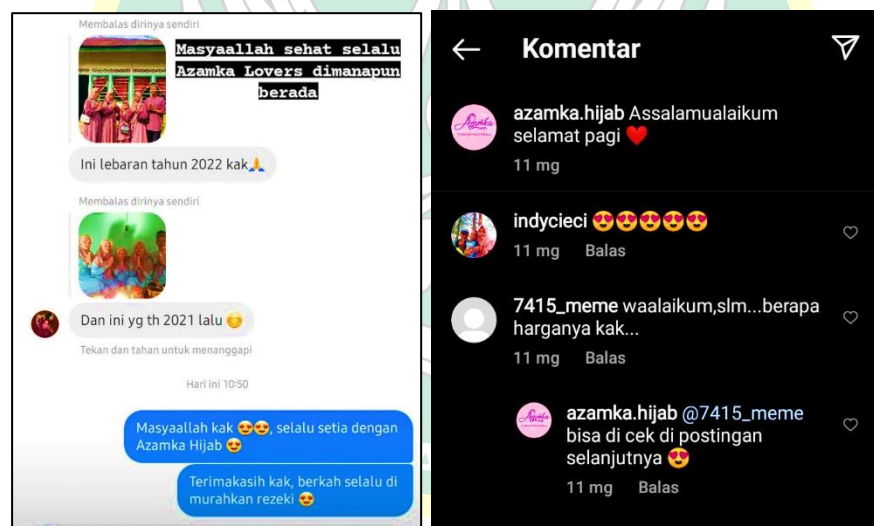 Membalas dirinya sendiri
Masyaallah sehat selalu
Azamka Lovers dimanapun
berada
Ini lebaran tahun 2022 kak🙏
Membalas dirinya sendiri
Dan ini yg th 2021 lalu 😊
Tekan dan tahan untuk menanggapi
Hari ini 10:50
Masyaallah kak 😍😍, selalu setia dengan
Azamka Hijab 😍
Terimakasih kak, berkah selalu di
murahkan rezeki 😍
Komentar
azamka.hijab Assalamualaikum
selamat pagi ❤️
11 mg
indycieci 😍😍😍😍😍
11 mg Balas
7415_meme waalaikum,slm...berapa
harganya kak...
11 mg Balas
azamka.hijab @7415_meme
bisa di cek di postingan
selanjutnya 😍
11 mg Balas